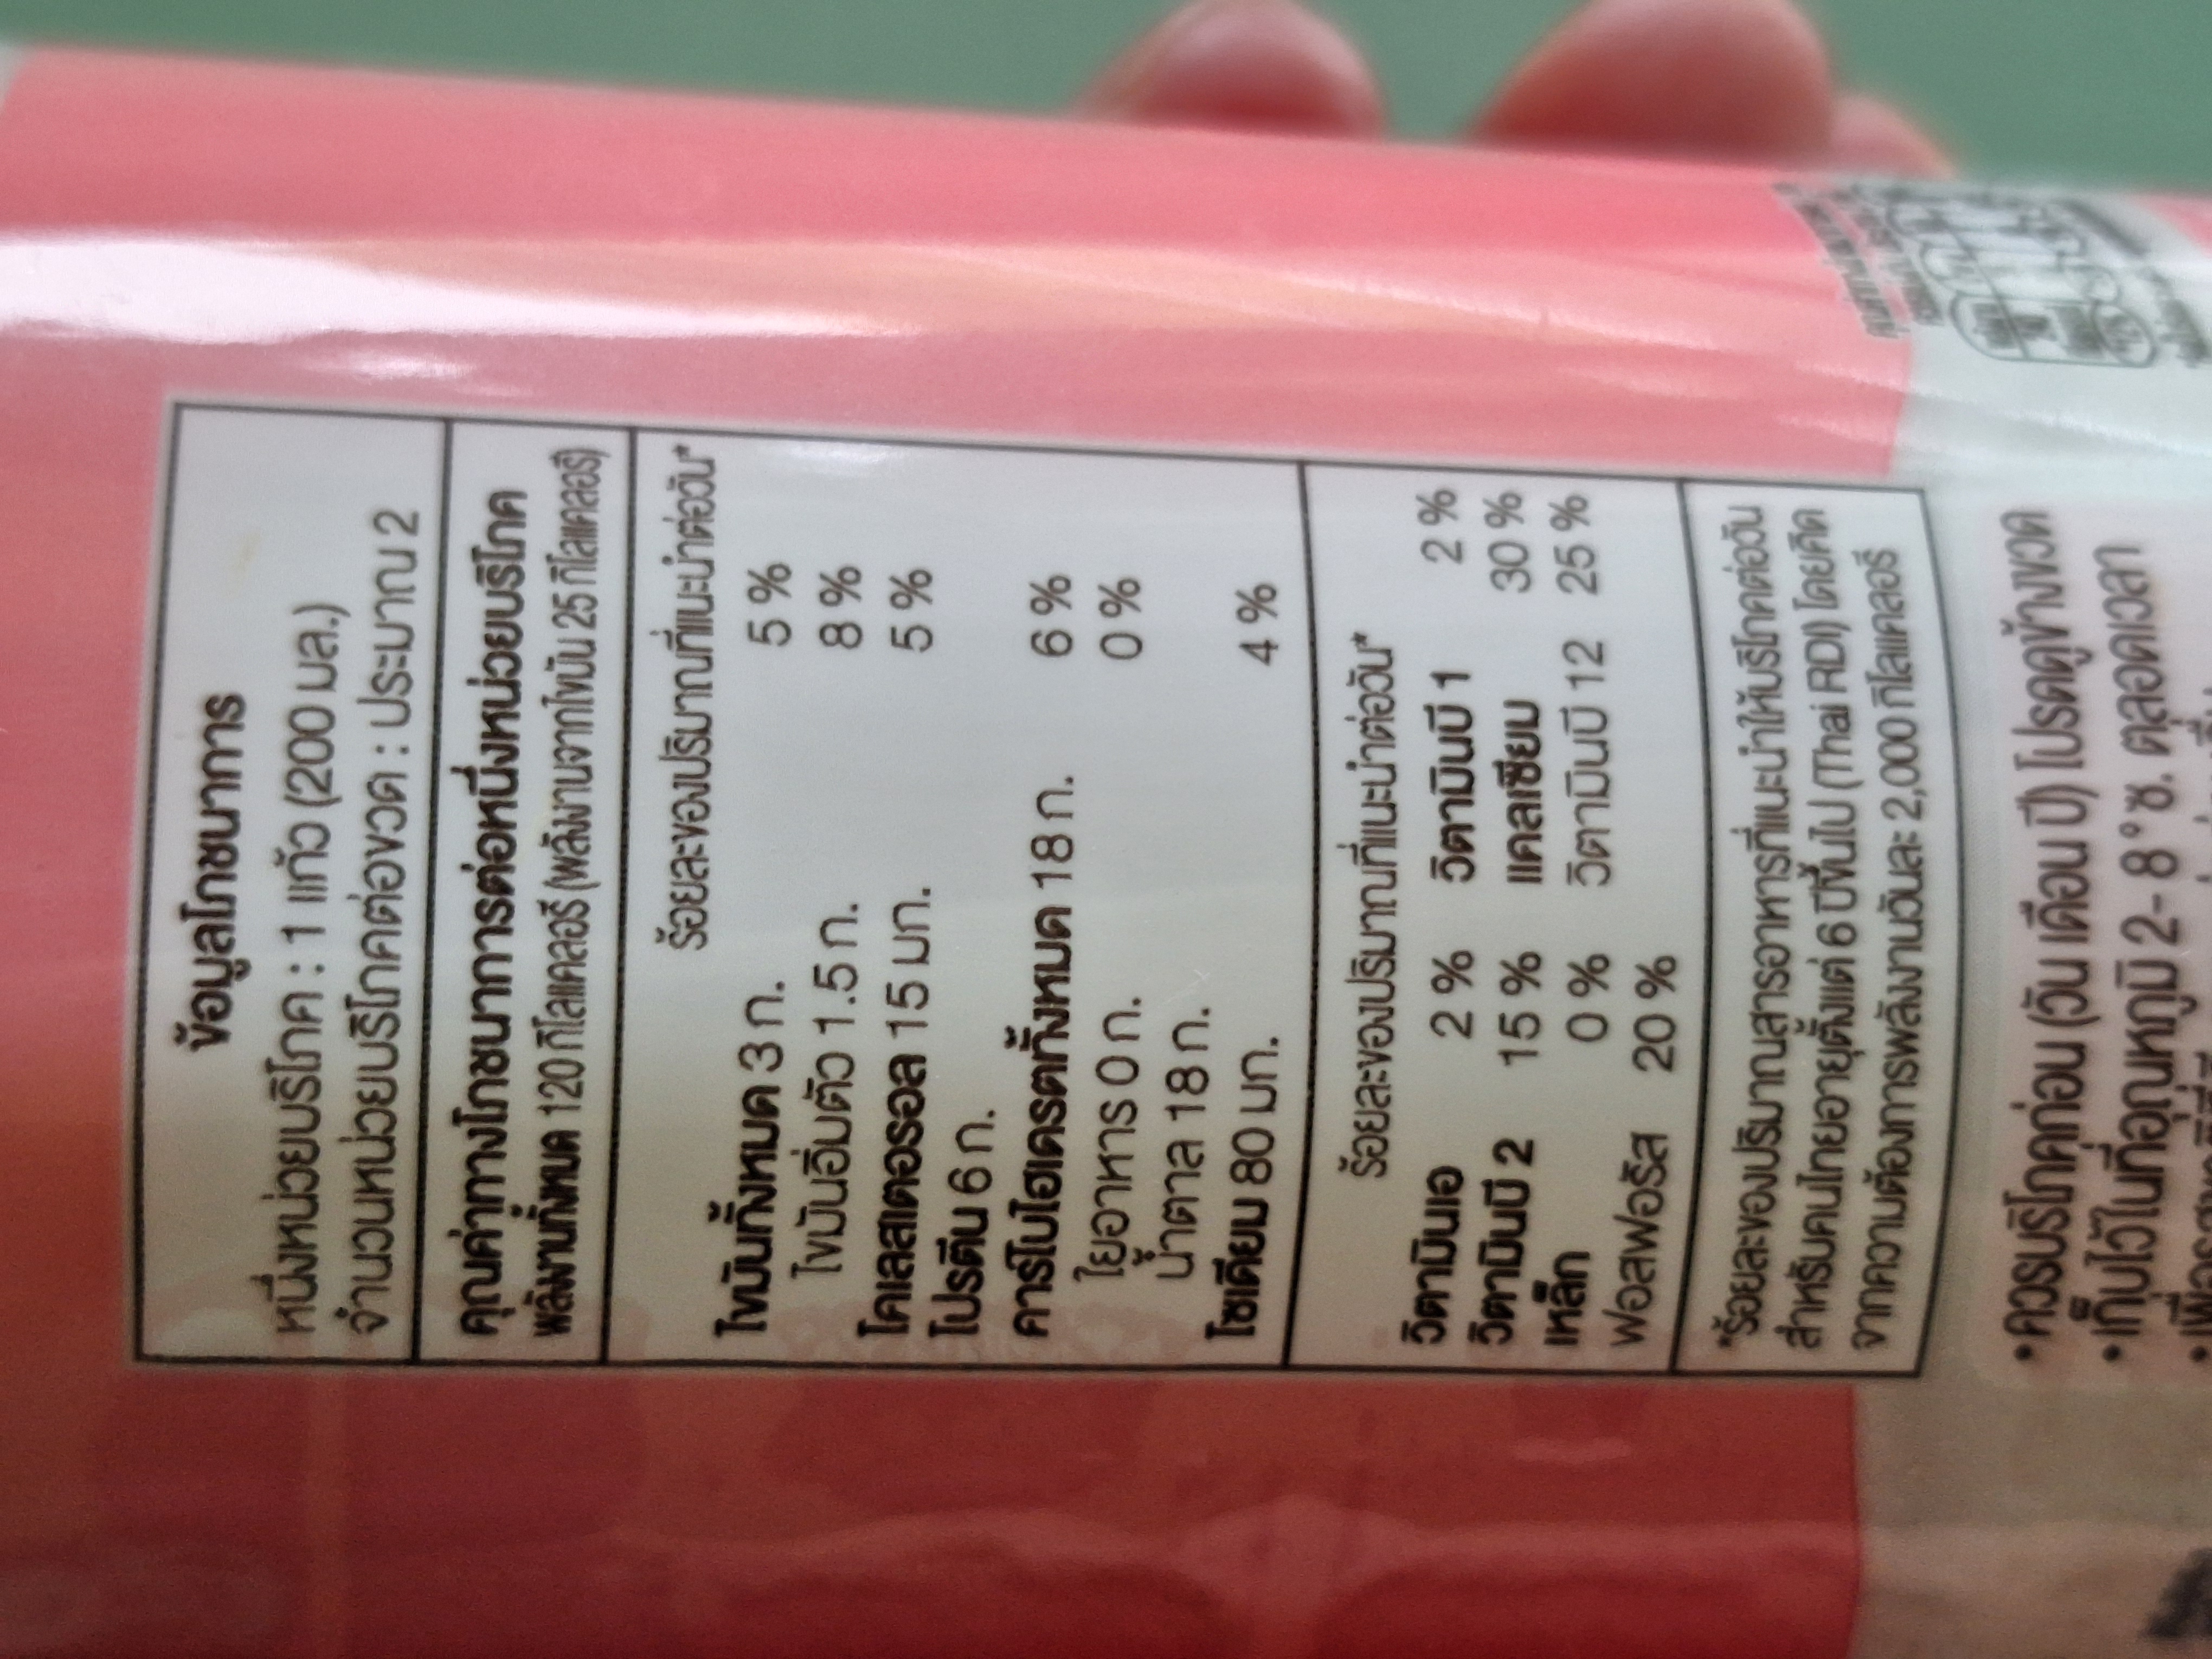 ข้อมูลโภชนาการ
หนึ่งหน่วยบริโภค : 1 แก้ว (200 มล.)
จำนวนหน่วยบริโภคต่อขวด : ประมาณ 2
คุณค่าทางโภชนาการต่อหนึ่งหน่วยบริโภค
พลังงานทั้งหมด 120 กิโลแคลอรี (พลังงานจากไขมัน 25 กิโลแคลอรี)
ร้อยละของปริมาณที่แนะนำต่อวัน*
ไขมันทั้งหมด 3 ก. 5 %
ไขมันอิ่มตัว 1.5 ก. 8 %
โคเลสเตอรอล 15 มก. 5 %
โปรตีน 6 ก.
คาร์โบไฮเดรตทั้งหมด 18 ก. 6 %
ใยอาหาร 0 ก. 0 %
น้ำตาล 18 ก.
โซเดียม 80 มก. 4 %
ร้อยละของปริมาณที่แนะนำต่อวัน*
วิตามินเอ 2 % วิตามินบี 1 2 %
วิตามินบี 2 15 % แคลเซียม 30 %
เหล็ก 0 % วิตามินบี 12 25 %
ฟอสฟอรัส 20 %
*ร้อยละของปริมาณสารอาหารที่แนะนำให้บริโภคต่อวัน
สำหรับคนไทยอายุตั้งแต่ 6 ปีขึ้นไป (Thai RDI) โดยคิด
จากความต้องการพลังงานวันละ 2,000 กิโลแคลอรี
•ควรบริโภคก่อน (วัน เดือน ปี) โปรดดูข้างขวด
•เก็บไว้ในที่อุณหภูมิ 2- 8 °ซ. ตลอดเวลา